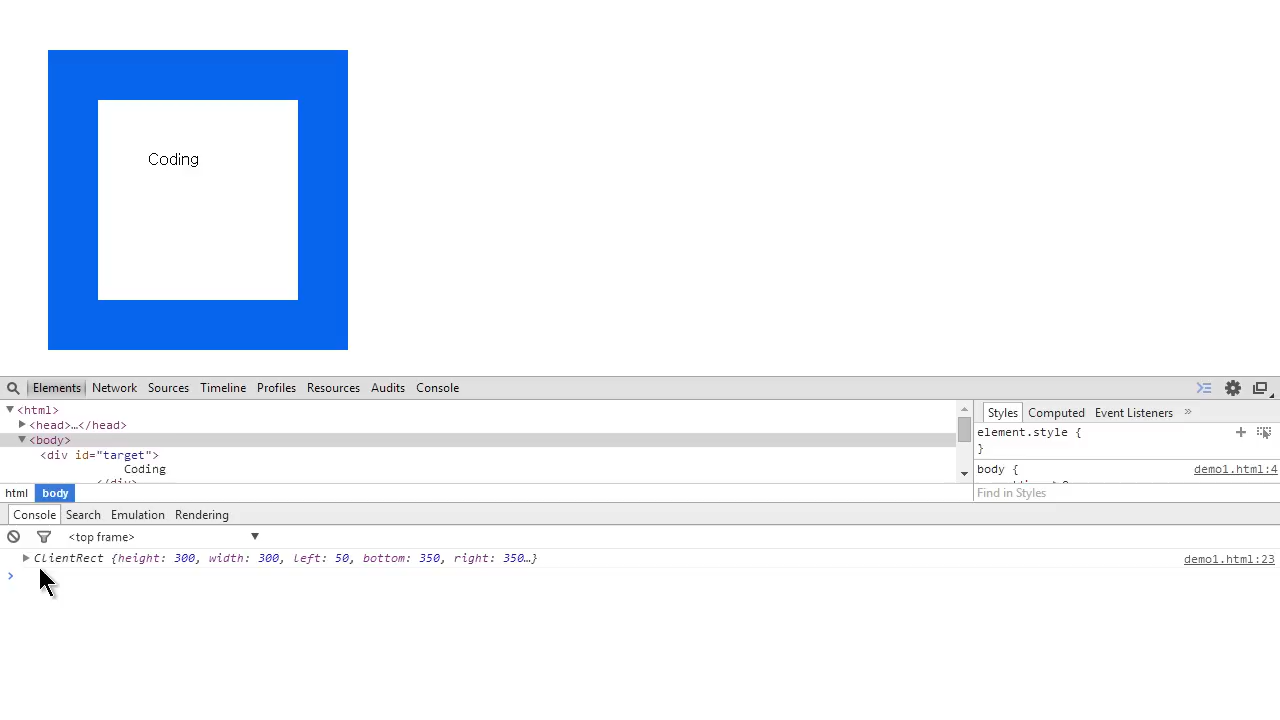 Coding
Elements Network Sources Timeline Profiles Resources Audits Console
<html>
<head>…</head>
<body>
<div id="target">
Coding
</div>
html body
Styles Computed Event Listeners »
element.style {
}
body { demo1.html:4
Find in Styles
Console Search Emulation Rendering
<top frame>
ClientRect {height: 300, width: 300, left: 50, bottom: 350, right: 350…} demo1.html:23